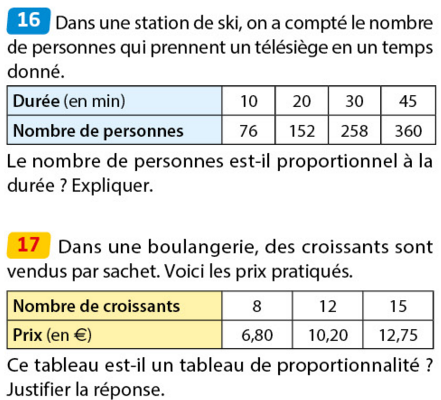 16 Dans une station de ski, on a compté le nombre
de personnes qui prennent un télésiège en un temps
donné.
Durée (en min) 10 20 30 45
Nombre de personnes 76 152 258 360
Le nombre de personnes est-il proportionnel à la
durée ? Expliquer.
17 Dans une boulangerie, des croissants sont
vendus par sachet. Voici les prix pratiqués.
Nombre de croissants 8 12 15
Prix (en €) 6,80 10,20 12,75
Ce tableau est-il un tableau de proportionnalité ?
Justifier la réponse.